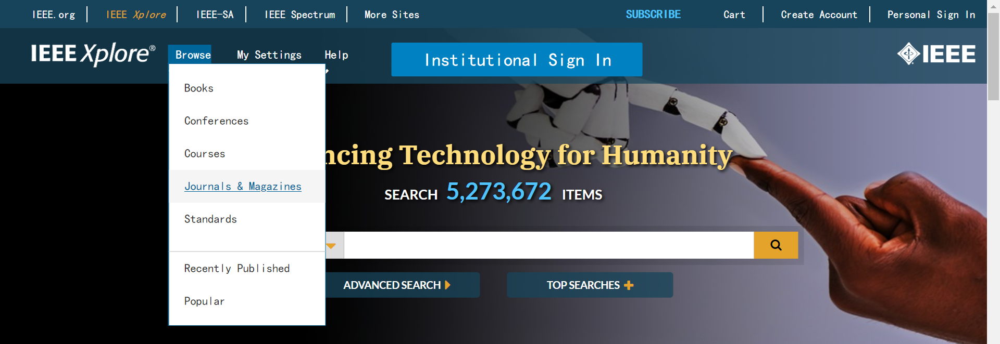 IEEE.org
IEEE Xplore
IEEE-SA
IEEE Spectrum
More Sites
SUBSCRIBE
Cart
Create Account
Personal Sign In
IEEE Xplore®
Browse
My Settings
Help
Institutional Sign In
IEEE
Books
Conferences
Courses
Journals & Magazines
Standards
Recently Published
Popular
ncing Technology for Humanity
SEARCH 5,273,672 ITEMS
ADVANCED SEARCH
TOP SEARCHES